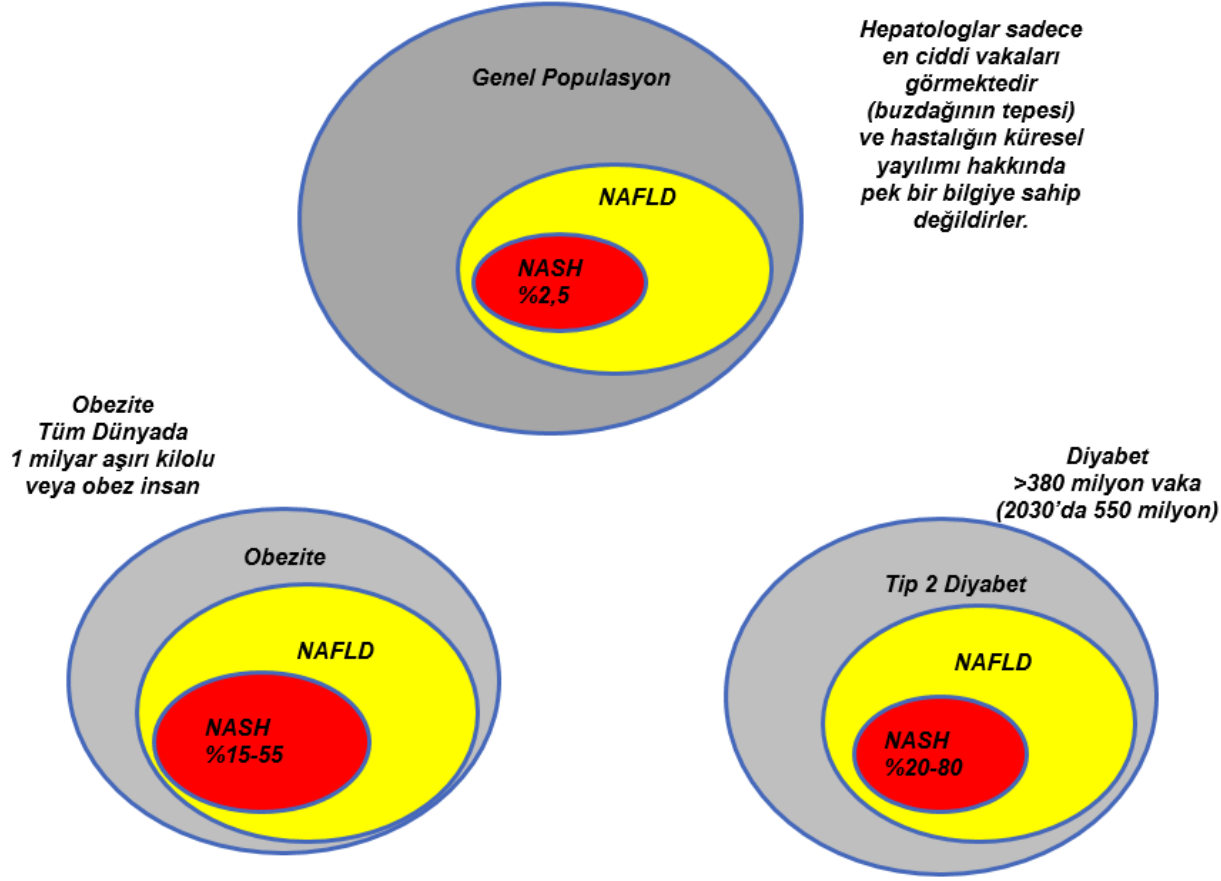 Hepatologlar sadece
en ciddi vakaları
görmektedir
(buzdağının tepesi)
ve hastalığın küresel
yayılımı hakkında
pek bir bilgiye sahip
değildirler.
Genel Populasyon
NAFLD
NASH
%2,5
Obezite
Tüm Dünyada
1 milyar aşırı kilolu
veya obez insan
Obezite
NAFLD
NASH
%15-55
Diyabet
>380 milyon vaka
(2030’da 550 milyon)
Tip 2 Diyabet
NAFLD
NASH
%20-80